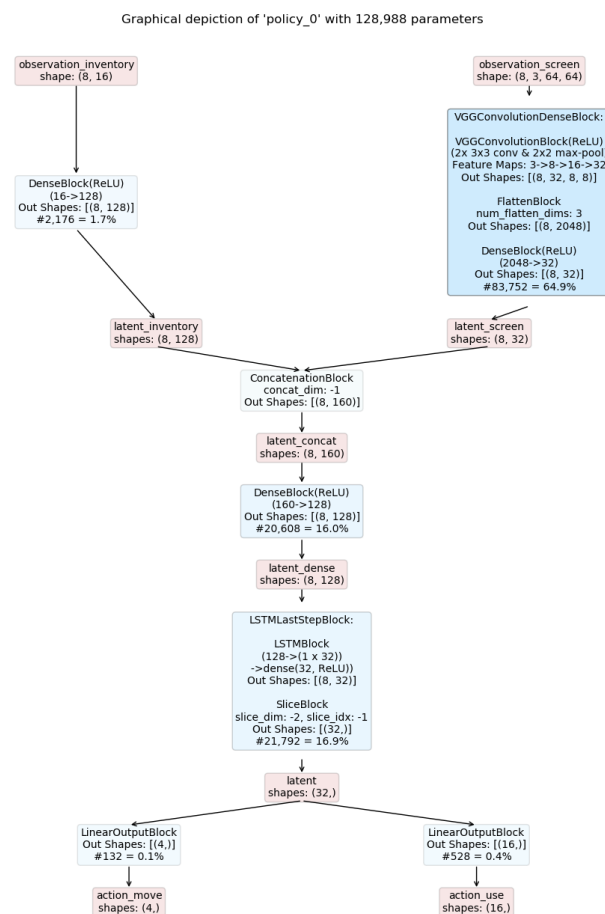 Graphical depiction of 'policy_0' with 128,988 parameters
observation_inventory
shape: (8, 16)
observation_screen
shape: (8, 3, 64, 64)
VGGConvolutionDenseBlock:
VGGConvolutionBlock(ReLU)
(2x 3x3 conv & 2x2 max-pool)
Feature Maps: 3->8->16->32
Out Shapes: [(8, 32, 8, 8)]
FlattenBlock
num_flatten_dims: 3
Out Shapes: [(8, 2048)]
DenseBlock(ReLU)
(2048->32)
Out Shapes: [(8, 32)]
#83,752 = 64.9%
DenseBlock(ReLU)
(16->128)
Out Shapes: [(8, 128)]
#2,176 = 1.7%
latent_inventory
shapes: (8, 128)
latent_screen
shapes: (8, 32)
ConcatenationBlock
concat_dim: -1
Out Shapes: [(8, 160)]
latent_concat
shapes: (8, 160)
DenseBlock(ReLU)
(160->128)
Out Shapes: [(8, 128)]
#20,608 = 16.0%
latent_dense
shapes: (8, 128)
LSTMLastStepBlock:
LSTMBlock
(128->(1 x 32))
->dense(32, ReLU))
Out Shapes: [(8, 32)]
SliceBlock
slice_dim: -2, slice_idx: -1
Out Shapes: [(32,)]
#21,792 = 16.9%
latent
shapes: (32,)
LinearOutputBlock
Out Shapes: [(4,)]
#132 = 0.1%
LinearOutputBlock
Out Shapes: [(16,)]
#528 = 0.4%
action_move
shapes: (4,)
action_use
shapes: (16,)